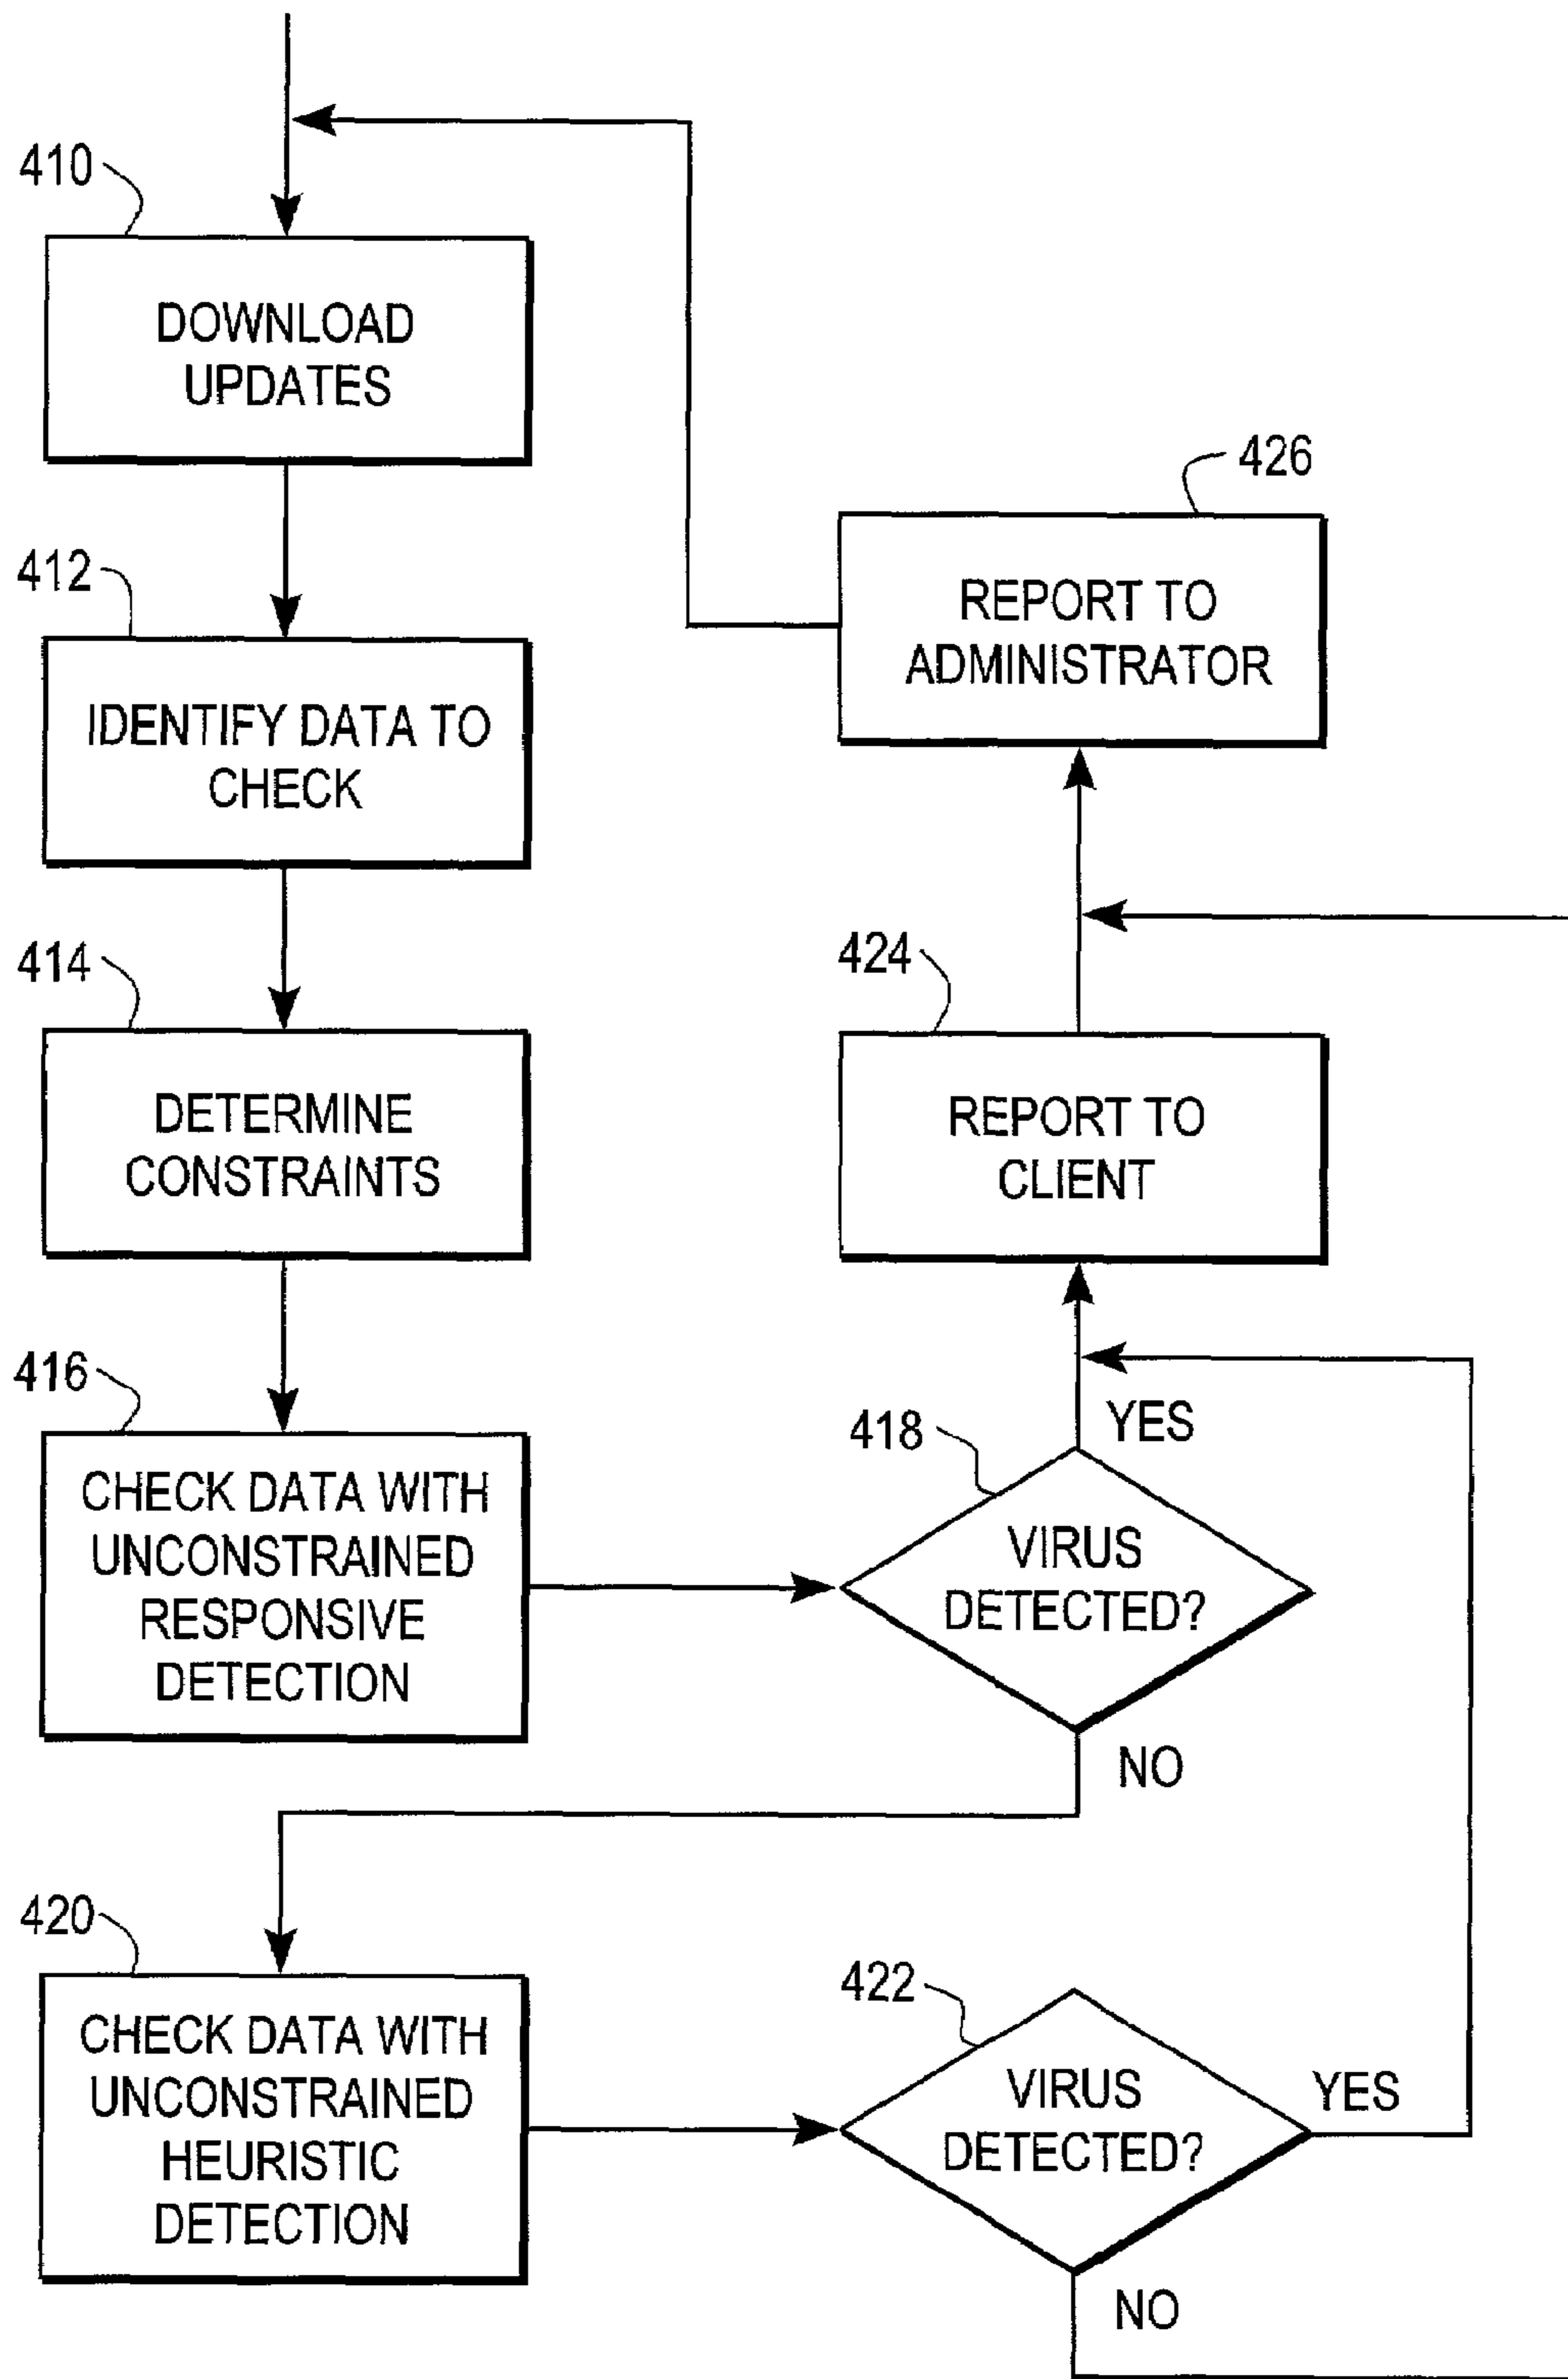 410
DOWNLOAD
UPDATES
412
IDENTIFY DATA TO
CHECK
414
DETERMINE
CONSTRAINTS
416
CHECK DATA WITH
UNCONSTRAINED
RESPONSIVE
DETECTION
418
VIRUS
DETECTED?
YES
NO
420
CHECK DATA WITH
UNCONSTRAINED
HEURISTIC
DETECTION
422
VIRUS
DETECTED?
YES
NO
424
REPORT TO
CLIENT
426
REPORT TO
ADMINISTRATOR